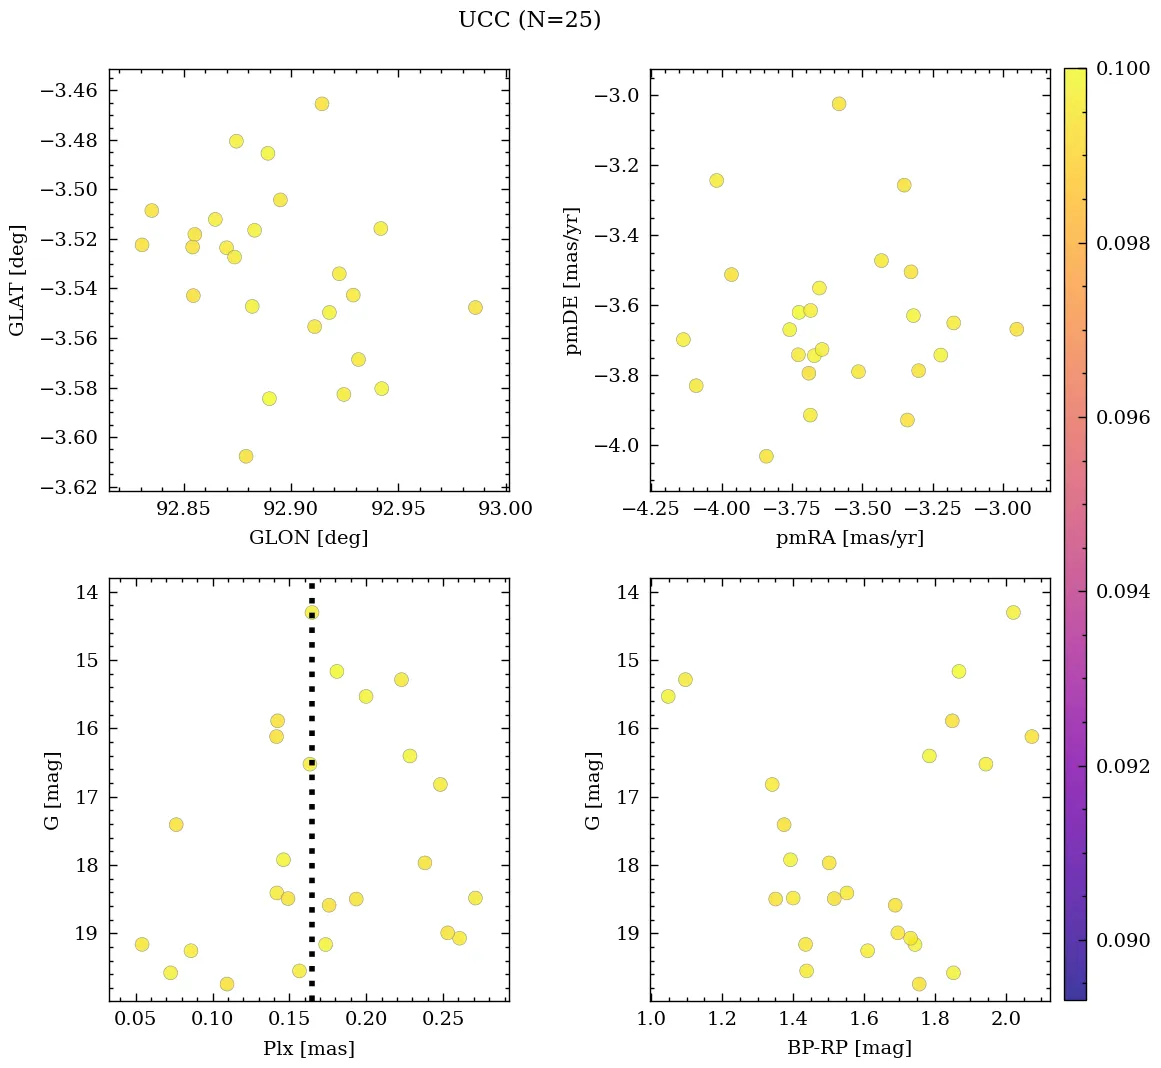 UCC (N=25)
−3.46
−3.48
−3.50
−3.52
−3.54
−3.56
−3.58
−3.60
−3.62
GLAT [deg]
92.85 92.90 92.95 93.00
GLON [deg]
−3.0
−3.2
−3.4
−3.6
−3.8
−4.0
pmDE [mas/yr]
−4.25 −4.00 −3.75 −3.50 −3.25 −3.00
pmRA [mas/yr]
0.100
0.098
0.096
0.094
0.092
0.090
14
15
16
17
18
19
G [mag]
0.05 0.10 0.15 0.20 0.25
Plx [mas]
14
15
16
17
18
19
G [mag]
1.0 1.2 1.4 1.6 1.8 2.0
BP-RP [mag]